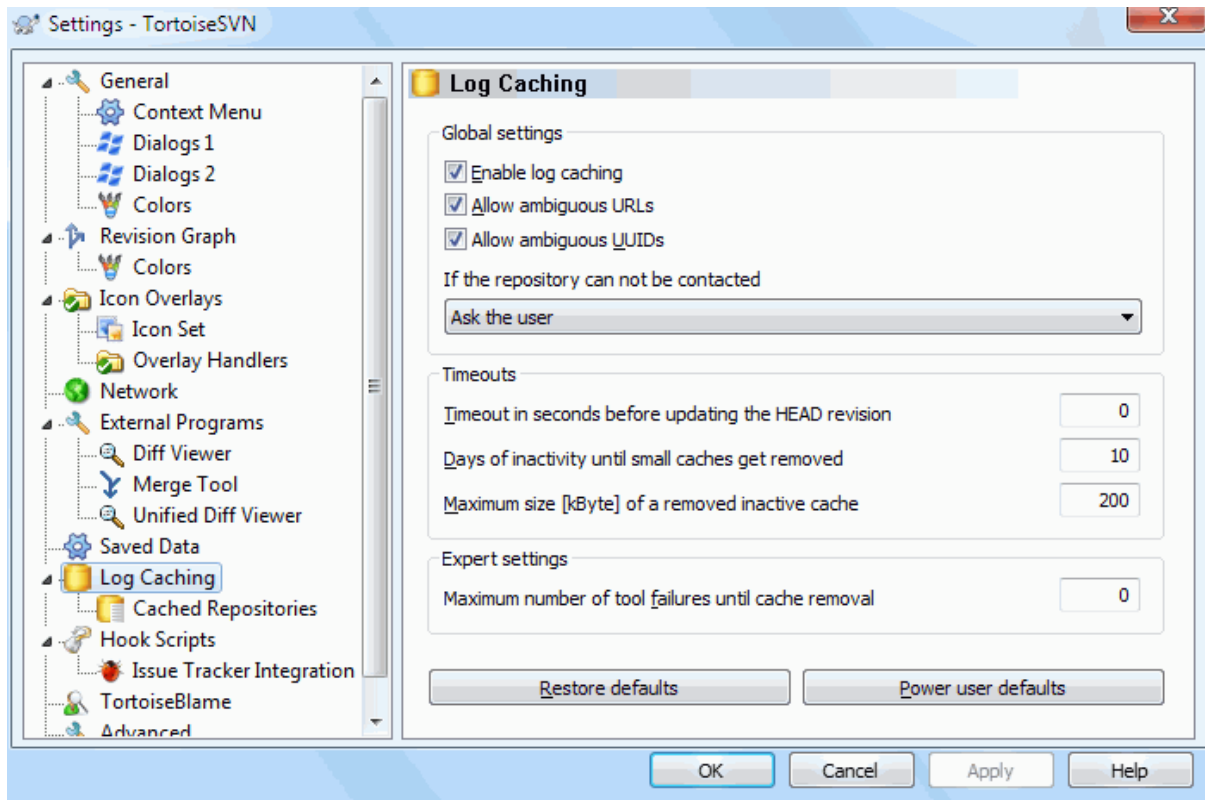 Settings - TortoiseSVN
General
Context Menu
Dialogs 1
Dialogs 2
Colors
Revision Graph
Colors
Icon Overlays
Icon Set
Overlay Handlers
Network
External Programs
Diff Viewer
Merge Tool
Unified Diff Viewer
Saved Data
Log Caching
Cached Repositories
Hook Scripts
Issue Tracker Integration
TortoiseBlame
Advanced
Log Caching
Global settings
Enable log caching
Allow ambiguous URLs
Allow ambiguous UUIDs
If the repository can not be contacted
Ask the user
Timeouts
Timeout in seconds before updating the HEAD revision 0
Days of inactivity until small caches get removed 10
Maximum size [kByte] of a removed inactive cache 200
Expert settings
Maximum number of tool failures until cache removal 0
Restore defaults Power user defaults
OK Cancel Apply Help